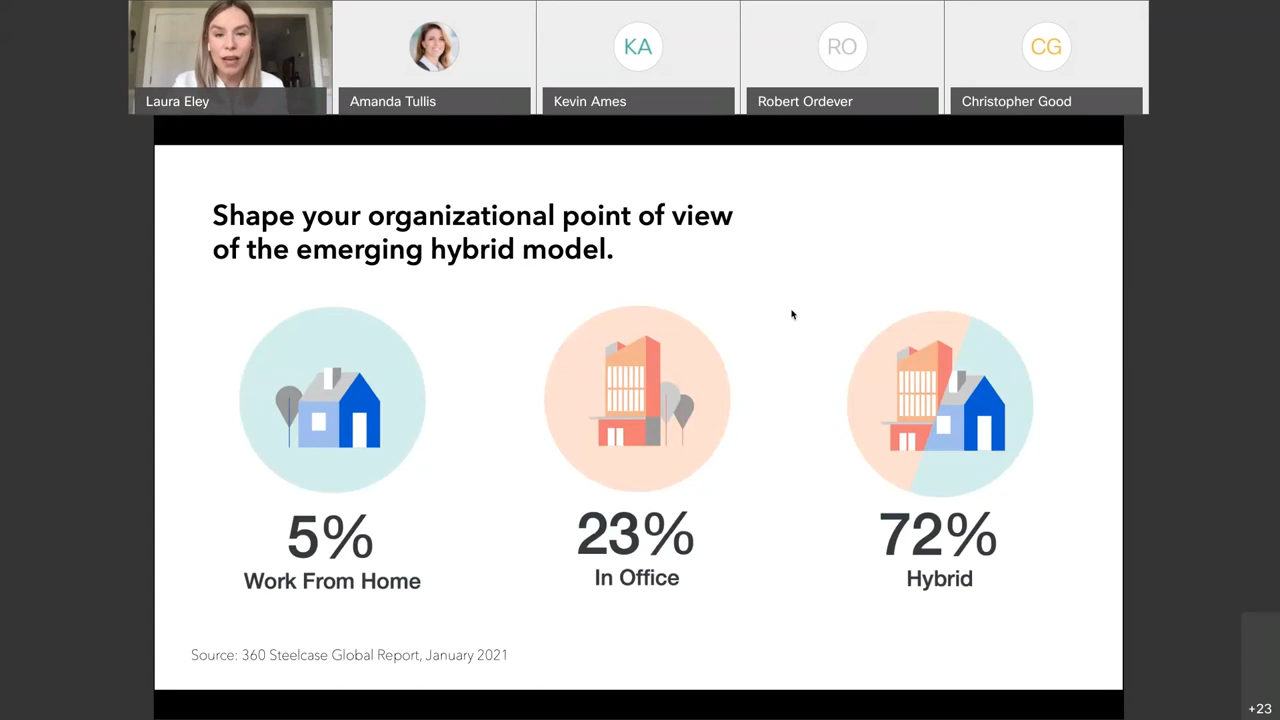 KA
RO
CG
Laura Eley
Amanda Tullis
Kevin Ames
Robert Ordever
Christopher Good
Shape your organizational point of view
of the emerging hybrid model.
5%
23%
72%
Work From Home
In Office
Hybrid
Source: 360 Steelcase Global Report, January 2021
+23